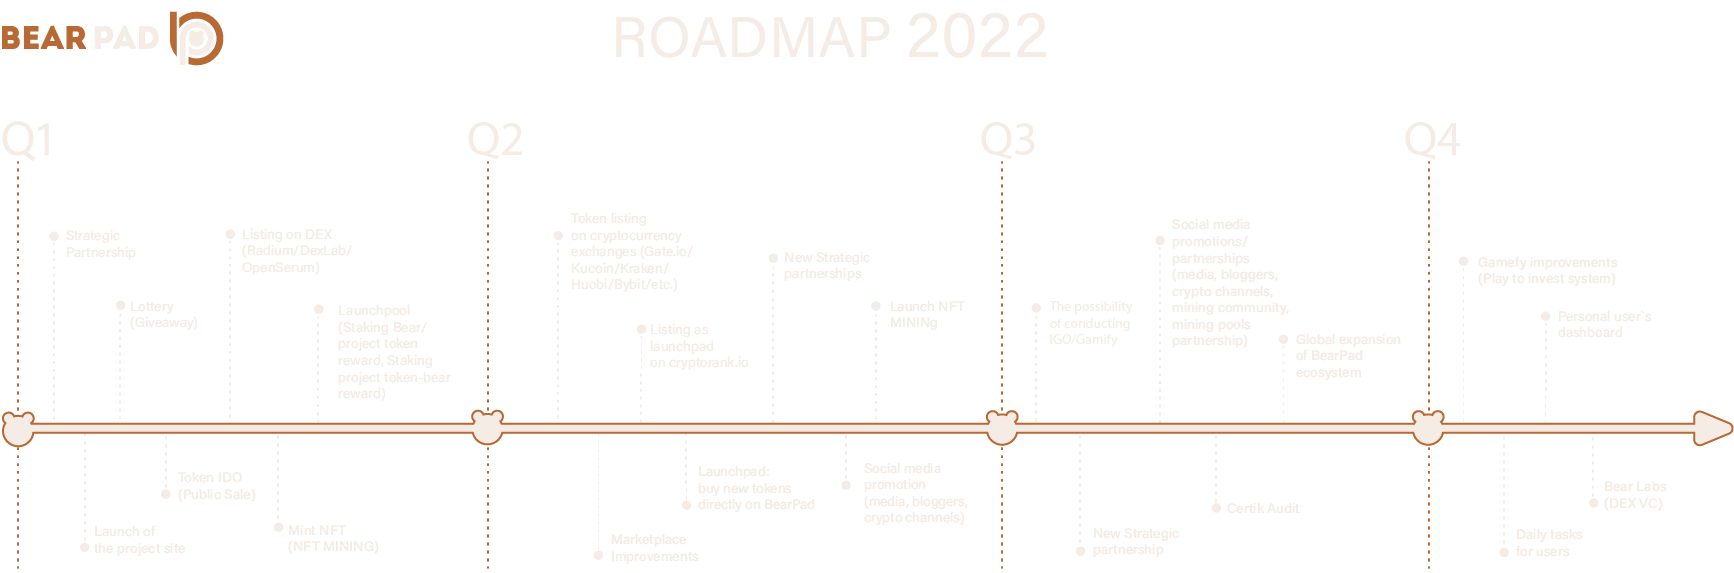 BEAR PAD
ROADMAP 2022
Q1
Strategic
Partnership
Lottery
(Giveaway)
Listing on DEX
(Radium/DexLab/
OpenSerum)
Launchpool
(Staking Bear/
project token
reward, Staking
project token-bear
reward)
Launch of
the project site
Token IDO
(Public Sale)
Mint NFT
(NFT MINING)
Q2
Token listing
on cryptocurrency
exchanges (Gate.io/
Kucoin/Kraken/
Huobi/Bybit/etc.)
Listing as
launchpad
on cryptorank.io
New Strategic
partnerships
Launch NFT
MINING
Marketplace
Improvements
Launchpad:
buy new tokens
directly on BearPad
Social media
promotion
(media, bloggers,
crypto channels)
Q3
The possibility
of conducting
IGO/Gamify
Social media
promotions/
partnerships
(media, bloggers,
crypto channels,
mining community,
mining pools
partnership)
Global expansion
of BearPad
ecosystem
New Strategic
partnership
Certik Audit
Q4
Gamefy improvements
(Play to invest system)
Personal user`s
dashboard
Daily tasks
for users
Bear Labs
(DEX VC)